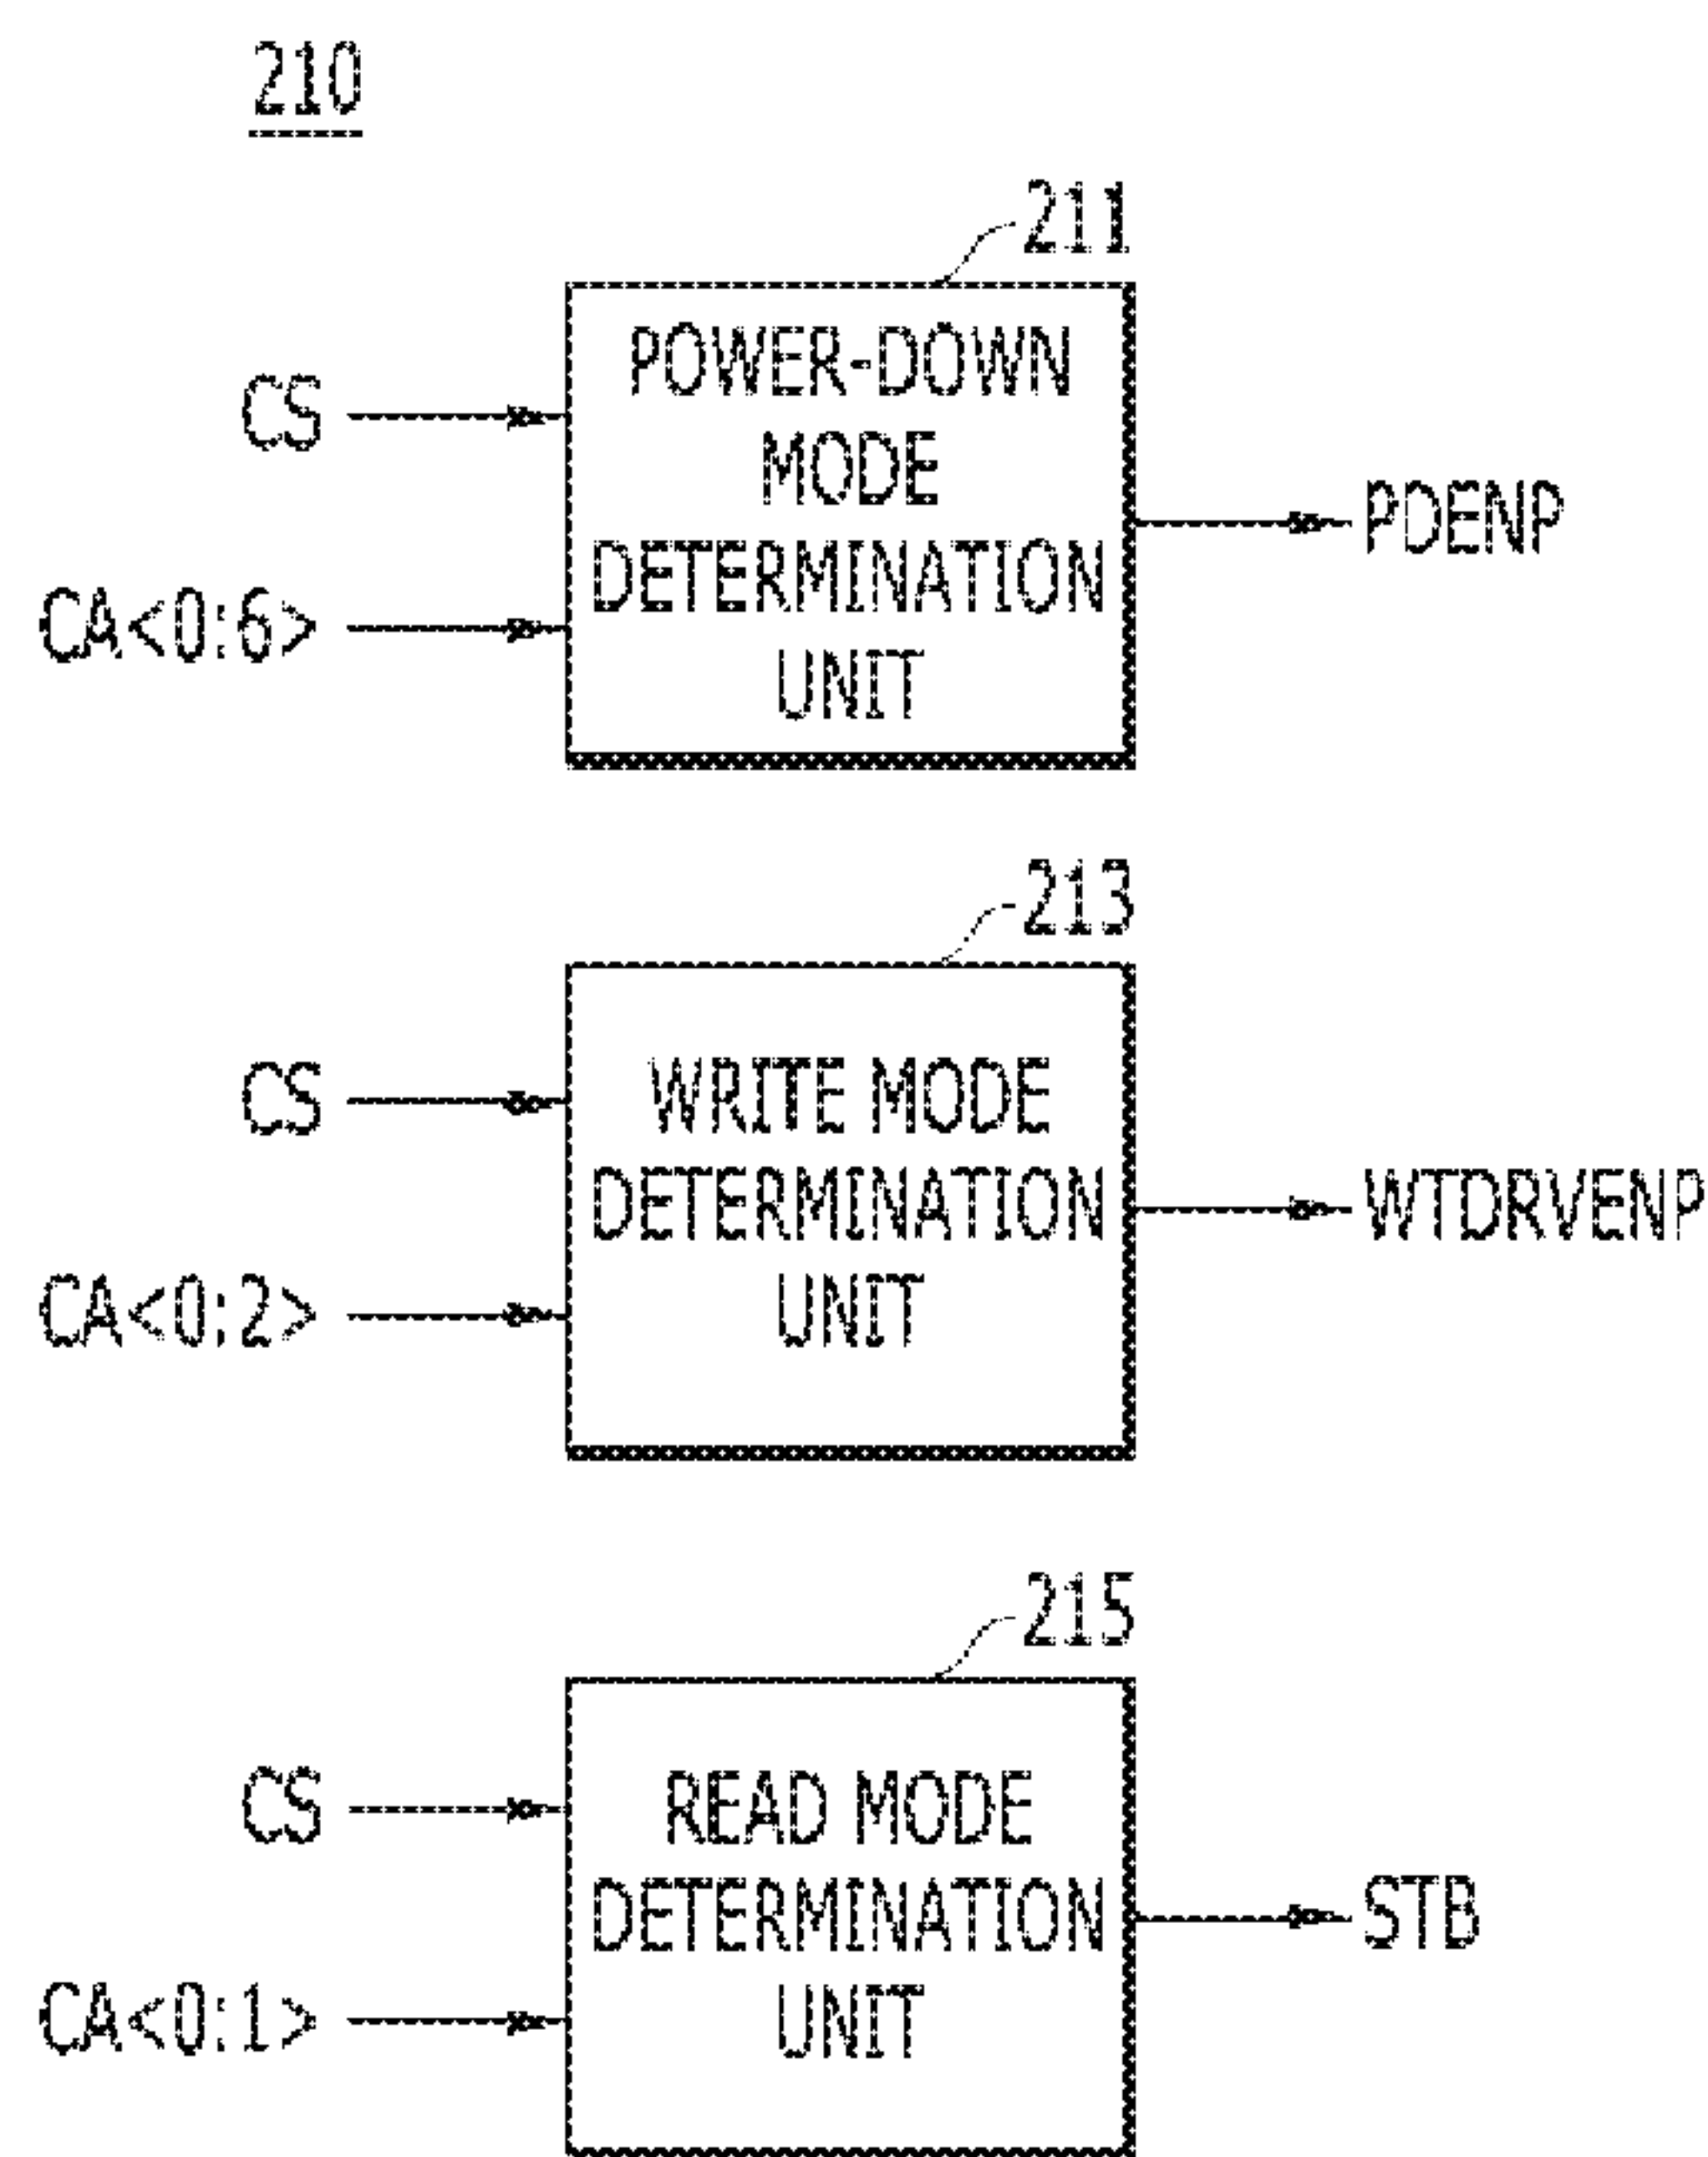 210
211
CS
CA<0:6>
POWER-DOWN
MODE
DETERMINATION
UNIT
PDENP
213
CS
CA<0:2>
WRITE MODE
DETERMINATION
UNIT
WTDRVENP
215
CS
CA<0:1>
READ MODE
DETERMINATION
UNIT
STB